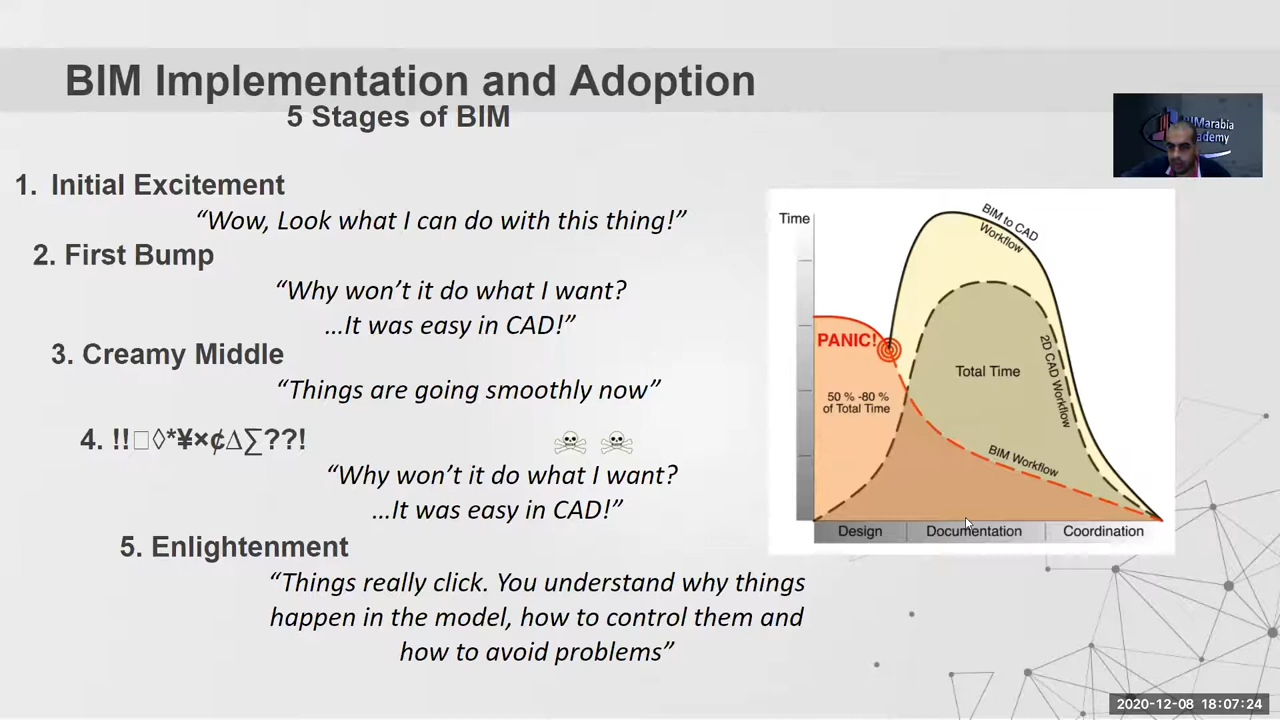 BIM Implementation and Adoption
5 Stages of BIM
1. Initial Excitement
“Wow, Look what I can do with this thing!”
2. First Bump
“Why won’t it do what I want?
…It was easy in CAD!”
3. Creamy Middle
“Things are going smoothly now”
4. !!□◊*¥×¢∆∑??!
“Why won’t it do what I want?
…It was easy in CAD!”
5. Enlightenment
“Things really click. You understand why things
happen in the model, how to control them and
how to avoid problems”
Time
BIM to CAD
Workflow
PANIC!
50 % -80 %
of Total Time
Total Time
2D CAD Workflow
BIM Workflow
Design
Documentation
Coordination
2020-12-08 18:07:24